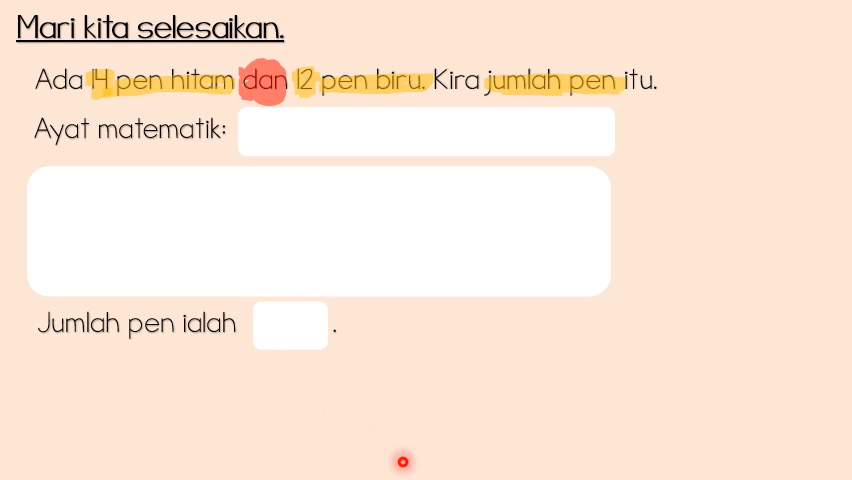 Mari kita selesaikan.
Ada 14 pen hitam dan 12 pen biru. Kira jumlah pen itu.
Ayat matematik:
Jumlah pen ialah .